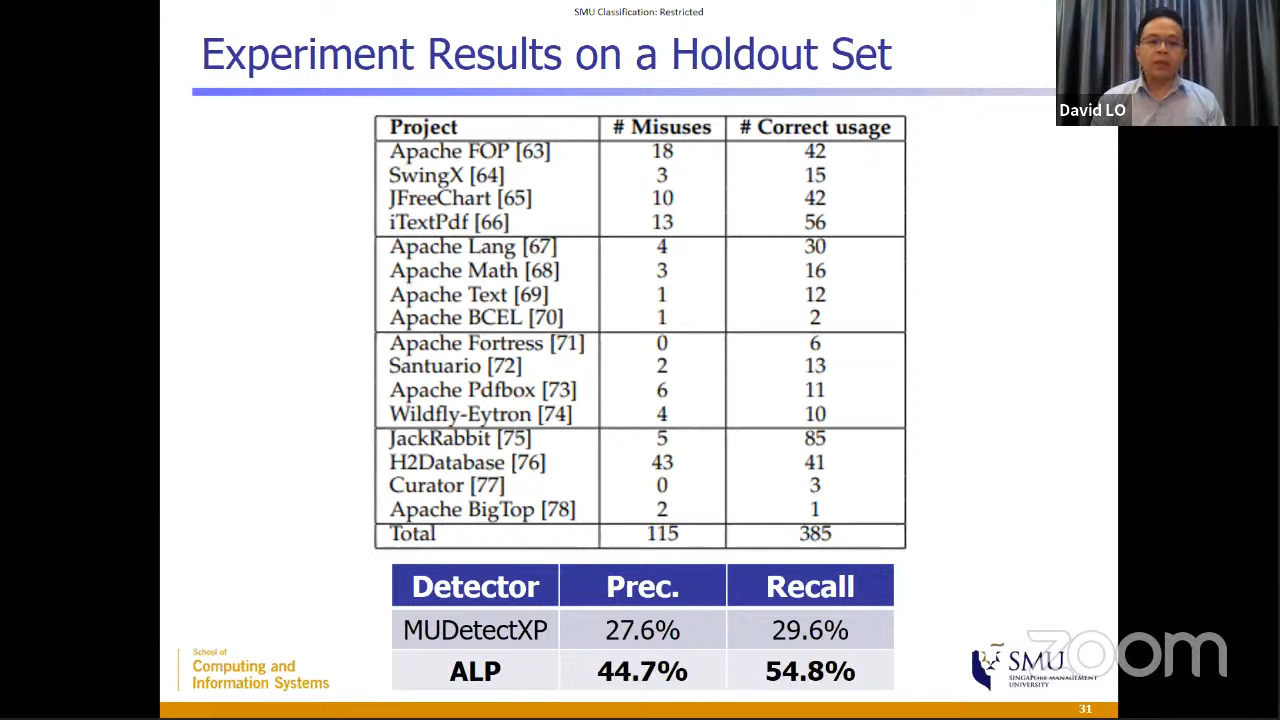 SMU Classification: Restricted
Experiment Results on a Holdout Set
David LO
Project # Misuses # Correct usage
Apache FOP [63] 18 42
SwingX [64] 3 15
JFreeChart [65] 10 42
iTextPdf [66] 13 56
Apache Lang [67] 4 30
Apache Math [68] 3 16
Apache Text [69] 1 12
Apache BCEL [70] 1 2
Apache Fortress [71] 0 6
Santuario [72] 2 13
Apache Pdfbox [73] 6 11
Wildfly-Eytron [74] 4 10
JackRabbit [75] 5 85
H2Database [76] 43 41
Curator [77] 0 3
Apache BigTop [78] 2 1
Total 115 385
Detector Prec. Recall
MUDetectXP 27.6% 29.6%
ALP 44.7% 54.8%
School of
Computing and
Information Systems
SMU
SINGAPORE MANAGEMENT
UNIVERSITY
zoom
31